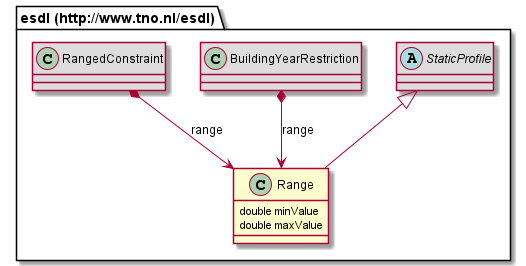 esdl (http://www.tno.nl/esdl)
C RangedConstraint
C BuildingYearRestriction
A StaticProfile
range
range
C Range
double minValue
double maxValue